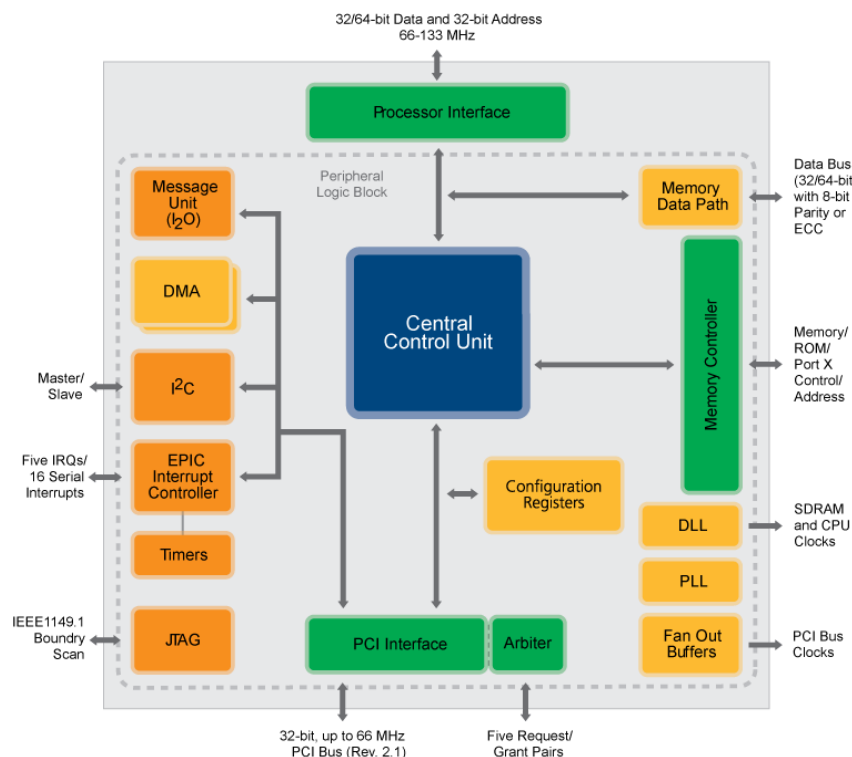 32/64-bit Data and 32-bit Address
66-133 MHz
Processor Interface
Peripheral
Logic Block
Message
Unit
(I2O)
Memory
Data Path
Data Bus
(32/64-bit
with 8-bit
Parity or
ECC
DMA
Central
Control Unit
Memory Controller
Memory/
ROM/
Port X
Control/
Address
Master/
Slave
I2C
Five IRQs/
16 Serial
Interrupts
EPIC
Interrupt
Controller
Configuration
Registers
DLL
SDRAM
and CPU
Clocks
Timers
PLL
IEEE1149.1
Boundry
Scan
JTAG
PCI Interface
Arbiter
Fan Out
Buffers
PCI Bus
Clocks
32-bit, up to 66 MHz
PCI Bus (Rev. 2.1)
Five Request/
Grant Pairs